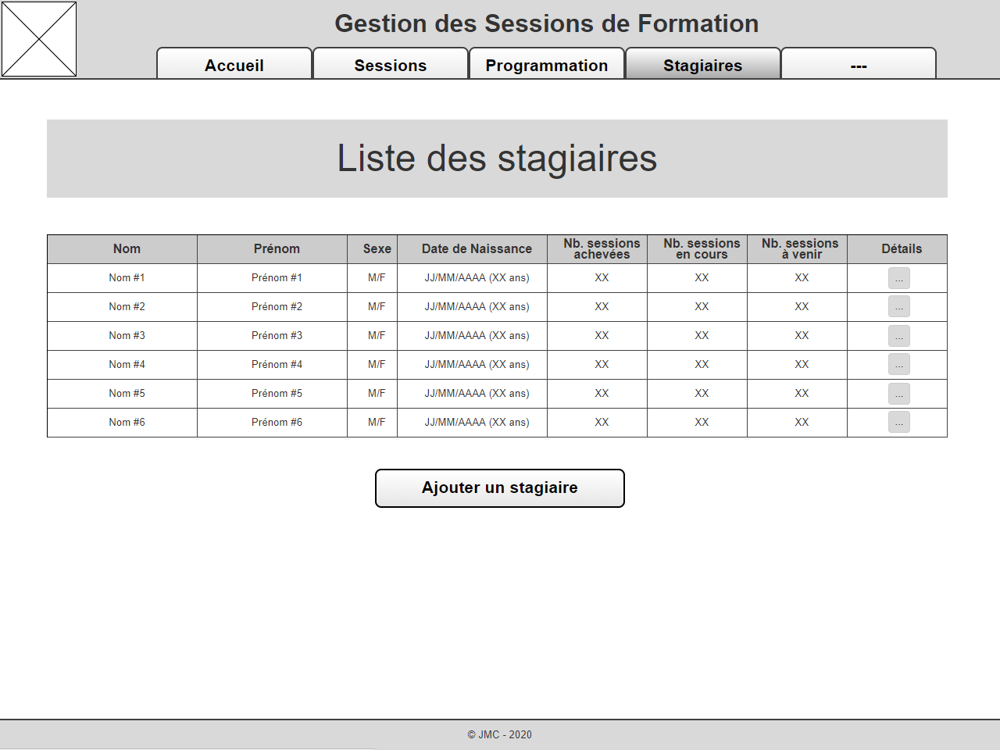 Gestion des Sessions de Formation
Accueil Sessions Programmation Stagiaires ---
Liste des stagiaires
Nom Prénom Sexe Date de Naissance Nb. sessions achevées Nb. sessions en cours Nb. sessions à venir Détails
Nom #1 Prénom #1 M/F JJ/MM/AAAA (XX ans) XX XX XX ...
Nom #2 Prénom #2 M/F JJ/MM/AAAA (XX ans) XX XX XX ...
Nom #3 Prénom #3 M/F JJ/MM/AAAA (XX ans) XX XX XX ...
Nom #4 Prénom #4 M/F JJ/MM/AAAA (XX ans) XX XX XX ...
Nom #5 Prénom #5 M/F JJ/MM/AAAA (XX ans) XX XX XX ...
Nom #6 Prénom #6 M/F JJ/MM/AAAA (XX ans) XX XX XX ...
Ajouter un stagiaire
© JMC - 2020